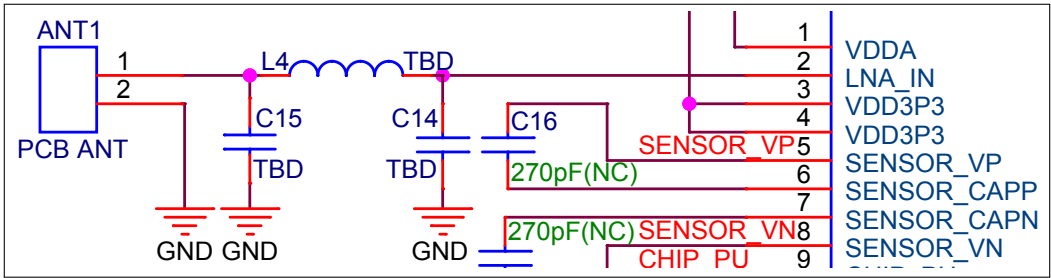 ANT1
1
2
PCB ANT
GND
C15
TBD
GND
L4
TBD
C14
TBD
GND
C16
270pF(NC)
270pF(NC)
SENSOR_VP
SENSOR_VN
CHIP_PU
1
VDDA
2
LNA_IN
3
VDD3P3
4
VDD3P3
5
SENSOR_VP
6
SENSOR_CAPP
7
SENSOR_CAPN
8
SENSOR_VN
9